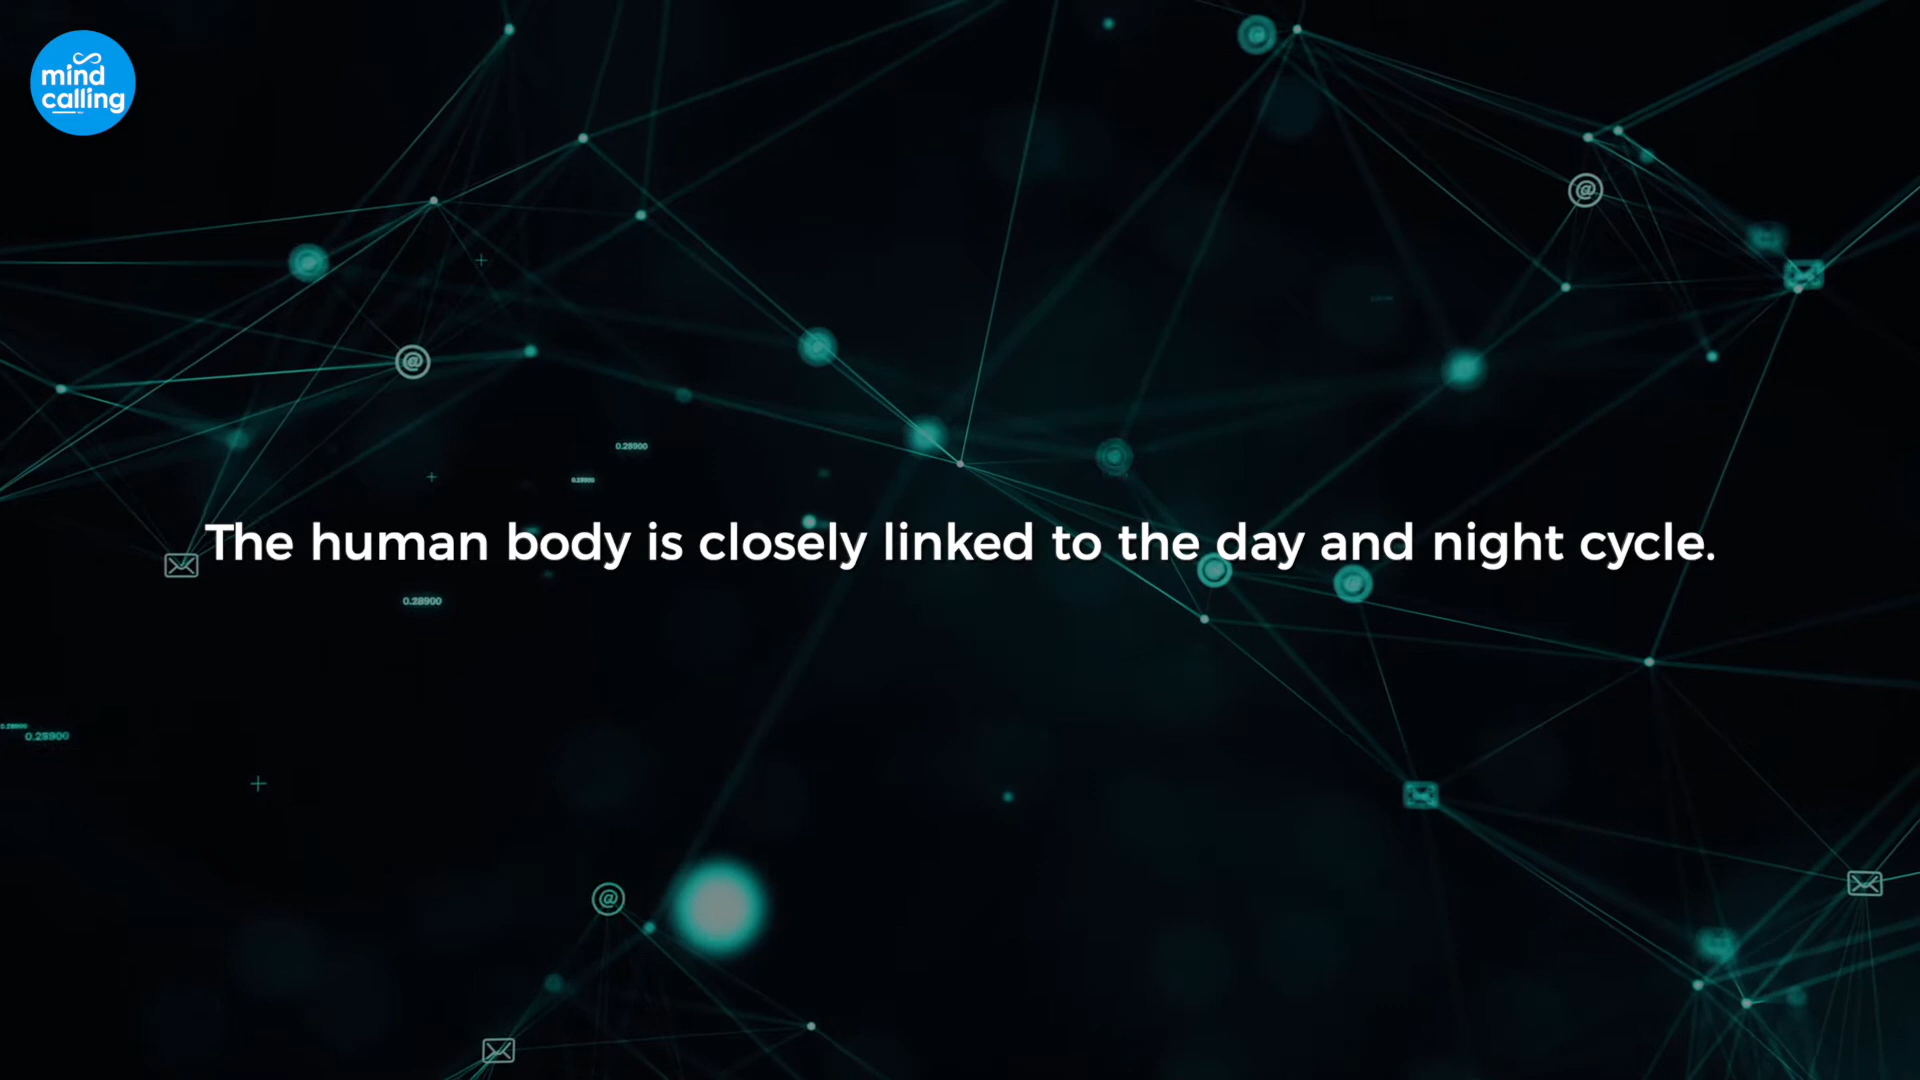 mind
calling
0.28900
The human body is closely linked to the day and night cycle.
0.28900
0.28900